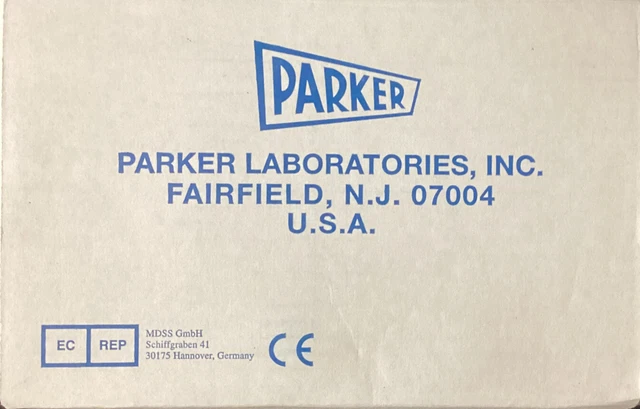 PARKER
PARKER LABORATORIES, INC.
FAIRFIELD, N.J. 07004
U.S.A.
EC REP
MDSS GmbH
Schiffgraben 41
30175 Hannover, Germany
CE